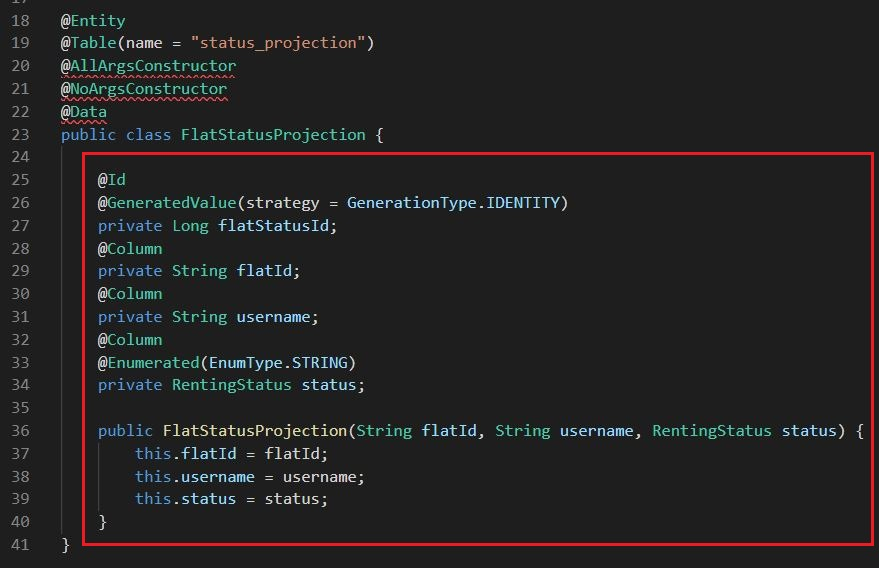 18 @Entity
19 @Table(name = "status_projection")
20 @AllArgsConstructor
21 @NoArgsConstructor
22 @Data
23 public class FlatStatusProjection {
24
25 @Id
26 @GeneratedValue(strategy = GenerationType.IDENTITY)
27 private Long flatStatusId;
28 @Column
29 private String flatId;
30 @Column
31 private String username;
32 @Column
33 @Enumerated(EnumType.STRING)
34 private RentingStatus status;
35
36 public FlatStatusProjection(String flatId, String username, RentingStatus status) {
37 this.flatId = flatId;
38 this.username = username;
39 this.status = status;
40 }
41 }